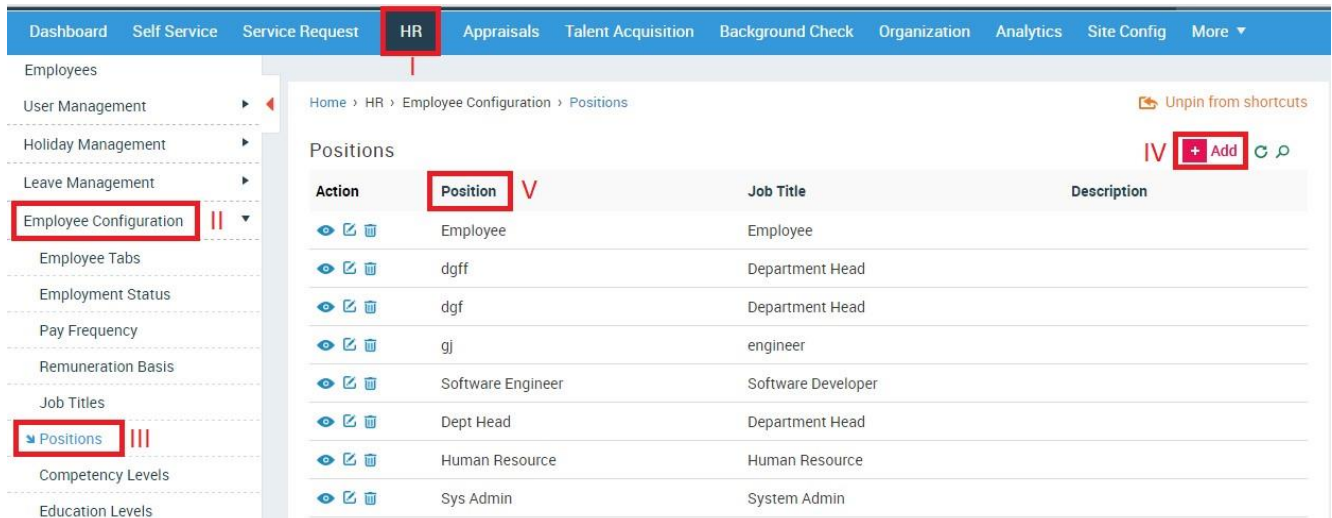 Dashboard Self Service Service Request HR Appraisals Talent Acquisition Background Check Organization Analytics Site Config More ▼
I
Employees
User Management
Holiday Management
Leave Management
Employee Configuration II
Employee Tabs
Employment Status
Pay Frequency
Remuneration Basis
Job Titles
Positions III
Competency Levels
Education Levels
Home › HR › Employee Configuration › Positions
Unpin from shortcuts
Positions
IV + Add
Action Position V Job Title Description
Employee Employee
dgff Department Head
dgf Department Head
gj engineer
Software Engineer Software Developer
Dept Head Department Head
Human Resource Human Resource
Sys Admin System Admin